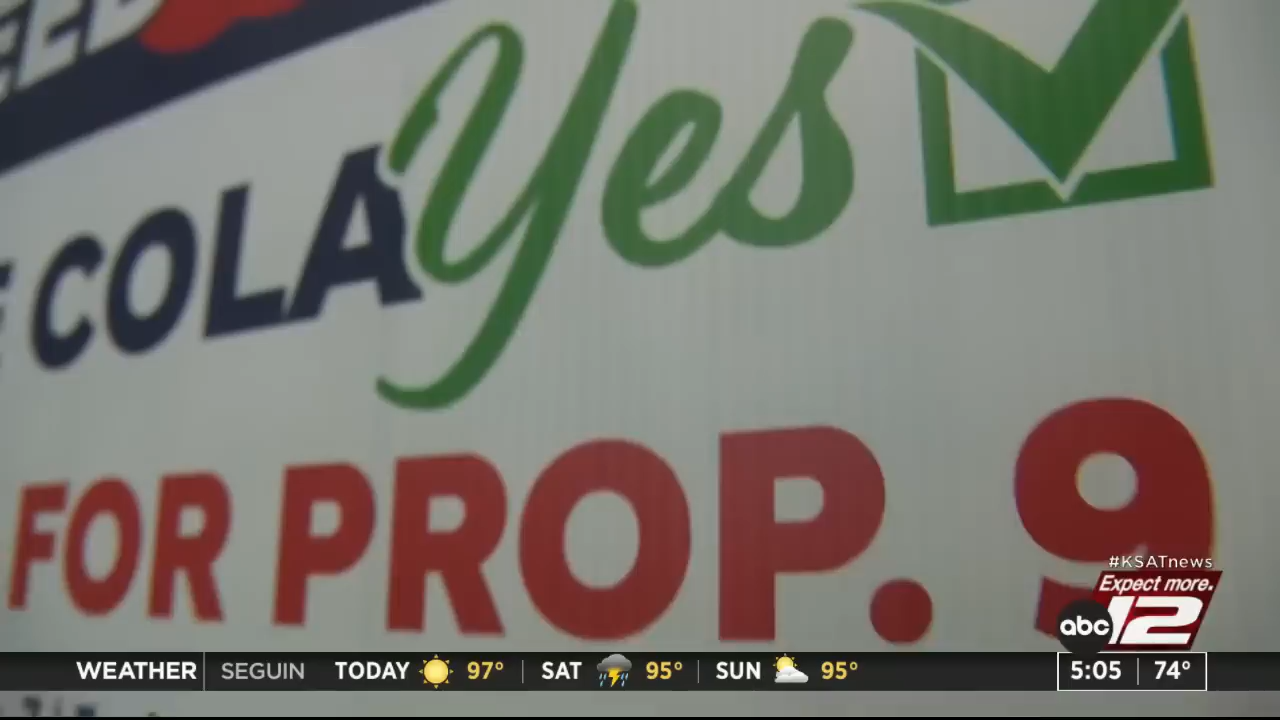 COLA Yes
FOR PROP. 9
#KSATnews
Expect more.
abc 12
WEATHER SEGUIN TODAY 97° SAT 95° SUN 95° 5:05 74°